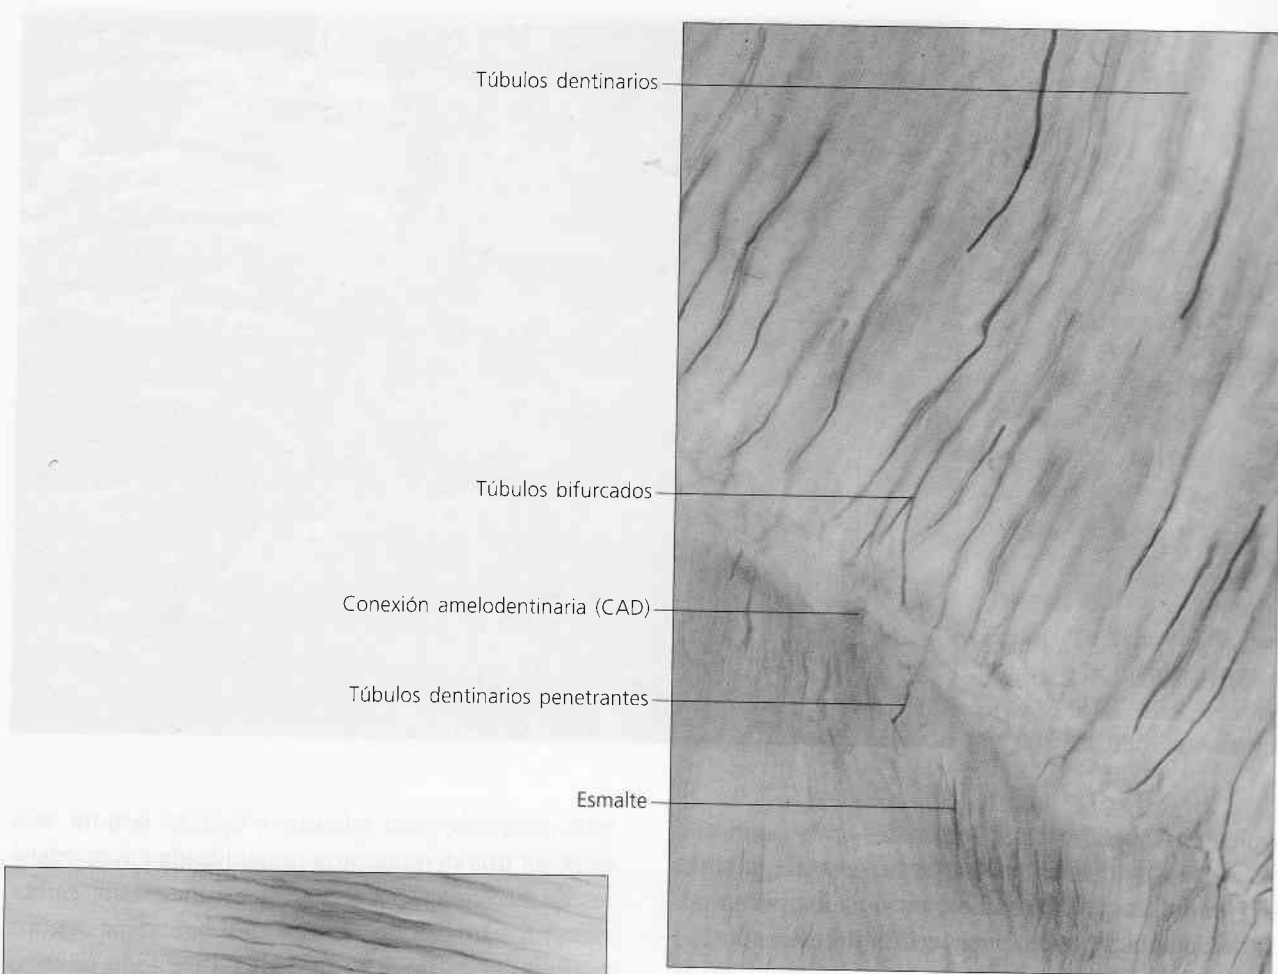 Túbulos dentinarios
Túbulos bifurcados
Conexión amelodentinaria (CAD)
Túbulos dentinarios penetrantes
Esmalte